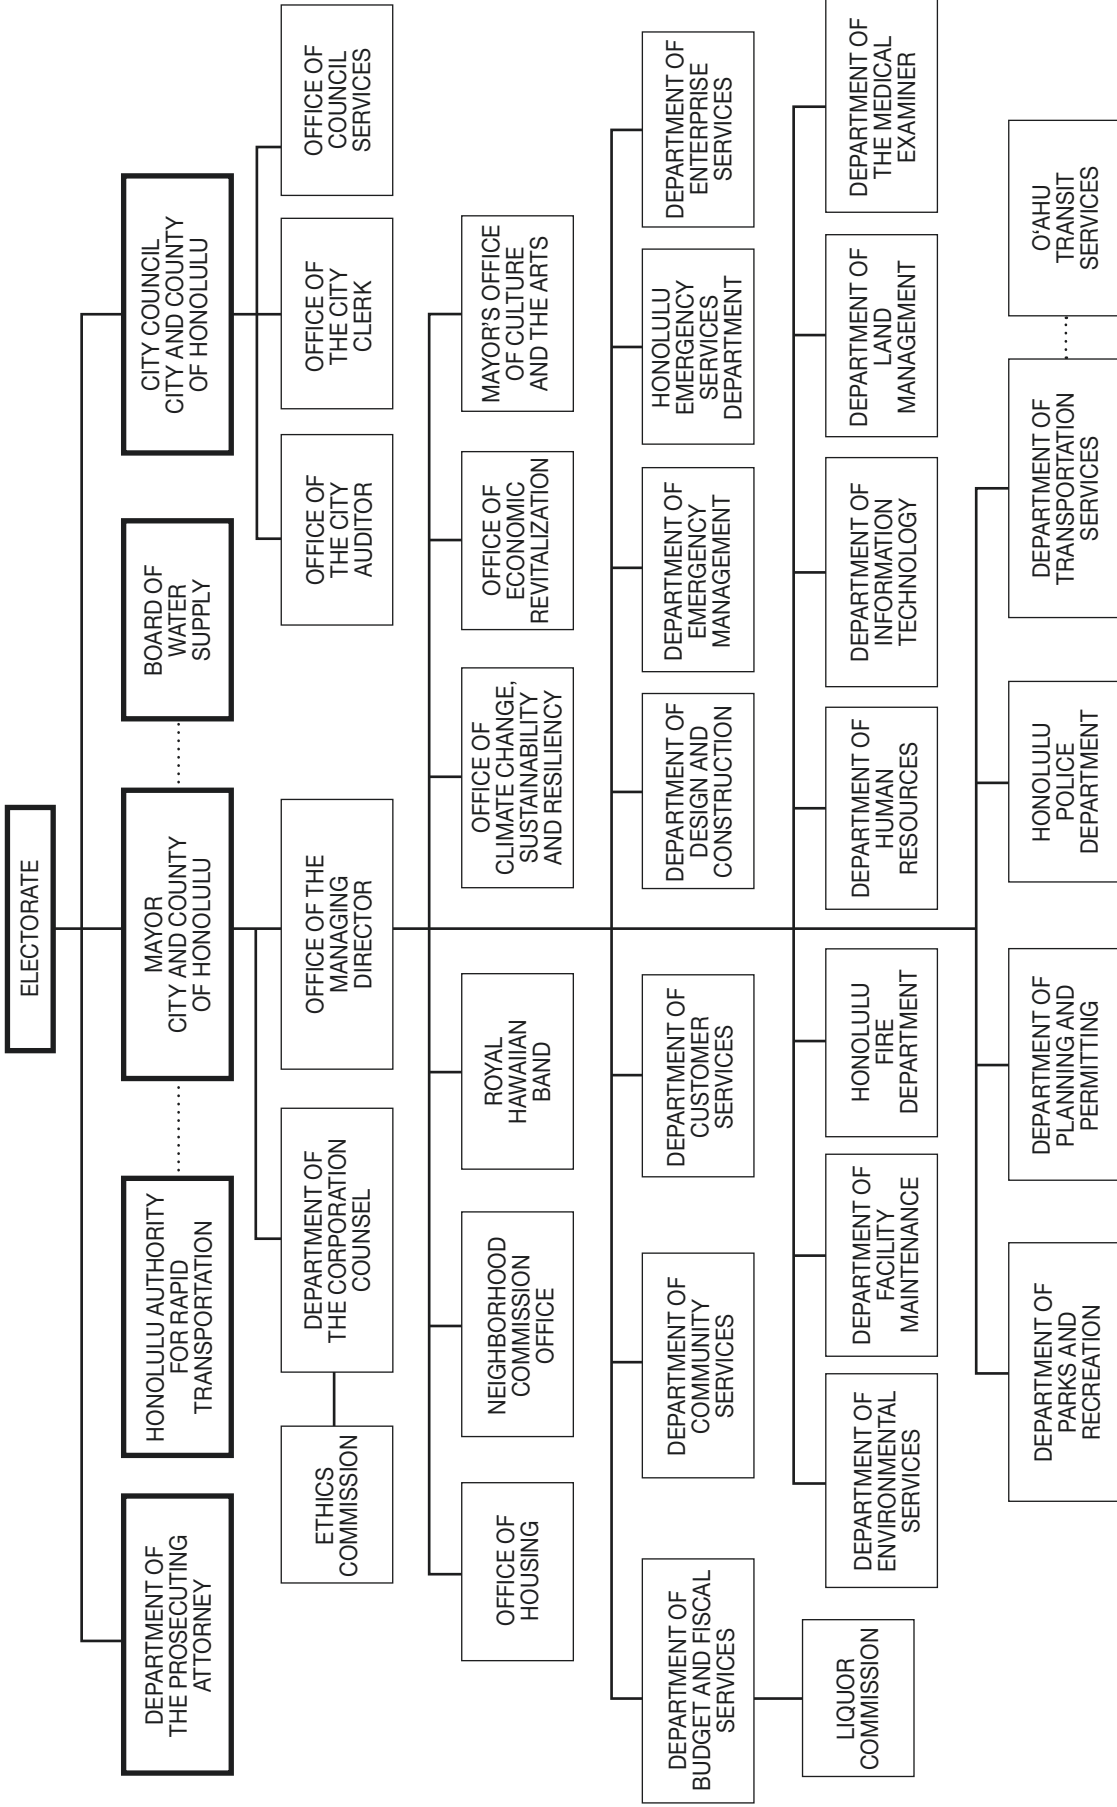 ELECTORATE
DEPARTMENT OF
THE PROSECUTING
ATTORNEY
HONOLULU AUTHORITY
FOR RAPID
TRANSPORTATION
MAYOR
CITY AND COUNTY
OF HONOLULU
BOARD OF
WATER
SUPPLY
CITY COUNCIL
CITY AND COUNTY
OF HONOLULU
ETHICS
COMMISSION
DEPARTMENT OF
THE CORPORATION
COUNSEL
OFFICE OF THE
MANAGING
DIRECTOR
OFFICE OF
THE CITY
AUDITOR
OFFICE OF
THE CITY
CLERK
OFFICE OF
COUNCIL
SERVICES
OFFICE OF
HOUSING
NEIGHBORHOOD
COMMISSION
OFFICE
ROYAL
HAWAIIAN
BAND
OFFICE OF
CLIMATE CHANGE,
SUSTAINABILITY
AND RESILIENCY
OFFICE OF
ECONOMIC
REVITALIZATION
MAYOR'S OFFICE
OF CULTURE
AND THE ARTS
DEPARTMENT OF
BUDGET AND FISCAL
SERVICES
DEPARTMENT OF
COMMUNITY
SERVICES
DEPARTMENT OF
CUSTOMER
SERVICES
DEPARTMENT OF
DESIGN AND
CONSTRUCTION
DEPARTMENT OF
EMERGENCY
MANAGEMENT
HONOLULU
EMERGENCY
SERVICES
DEPARTMENT
DEPARTMENT OF
ENTERPRISE
SERVICES
LIQUOR
COMMISSION
DEPARTMENT OF
ENVIRONMENTAL
SERVICES
DEPARTMENT OF
FACILITY
MAINTENANCE
HONOLULU
FIRE
DEPARTMENT
DEPARTMENT OF
HUMAN
RESOURCES
DEPARTMENT OF
INFORMATION
TECHNOLOGY
DEPARTMENT OF
LAND
MANAGEMENT
DEPARTMENT OF
THE MEDICAL
EXAMINER
DEPARTMENT OF
PARKS AND
RECREATION
DEPARTMENT OF
PLANNING AND
PERMITTING
HONOLULU
POLICE
DEPARTMENT
DEPARTMENT OF
TRANSPORTATION
SERVICES
O‘AHU
TRANSIT
SERVICES